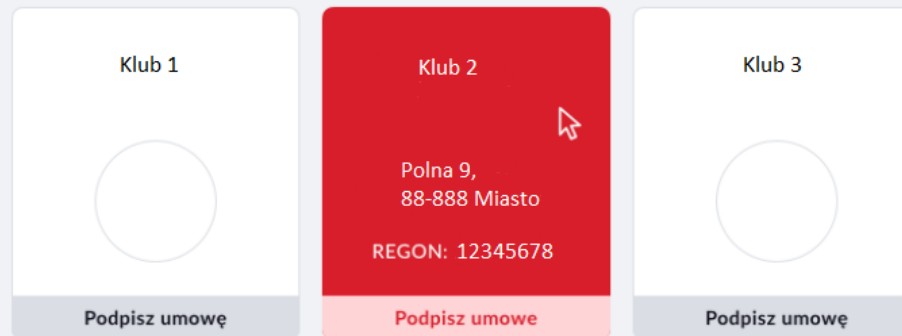 Klub 1
Klub 2
Polna 9,
88-888 Miasto
REGON: 12345678
Klub 3
Podpisz umowę
Podpisz umowe
Podpisz umowę